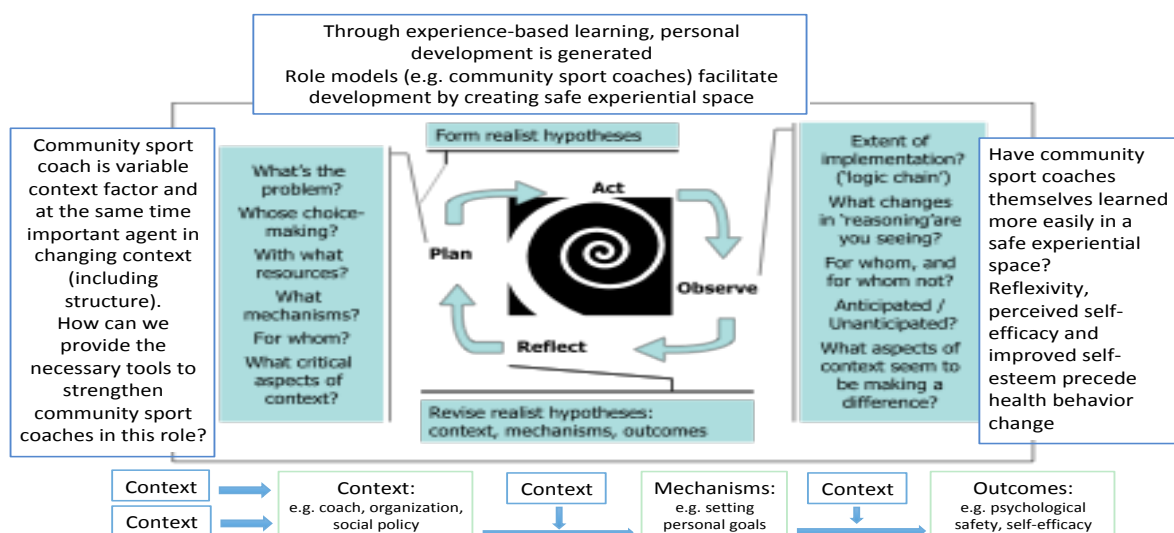 Through experience-based learning, personal
development is generated
Role models (e.g. community sport coaches) facilitate
development by creating safe experiential space
Community sport
coach is variable
context factor and
at the same time
important agent in
changing context
(including
structure).
How can we
provide the
necessary tools to
strengthen
community sport
coaches in this role?
What's the
problem?
Whose choice-
making?
With what
resources?
What
mechanisms?
For whom?
What critical
aspects of
context?
Form realist hypotheses
Act
Plan
Observe
Reflect
Revise realist hypotheses:
context, mechanisms, outcomes
Extent of
implementation?
('logic chain')
What changes
in 'reasoning'are
you seeing?
For whom, and
for whom not?
Anticipated /
Unanticipated?
What aspects of
context seem to
be making a
difference?
Have community
sport coaches
themselves learned
more easily in a
safe experiential
space?
Reflexivity,
perceived self-
efficacy and
improved self-
esteem precede
health behavior
change
Context
Context
Context:
e.g. coach, organization,
social policy
Context
Mechanisms:
e.g. setting
personal goals
Context
Outcomes:
e.g. psychological
safety, self-efficacy